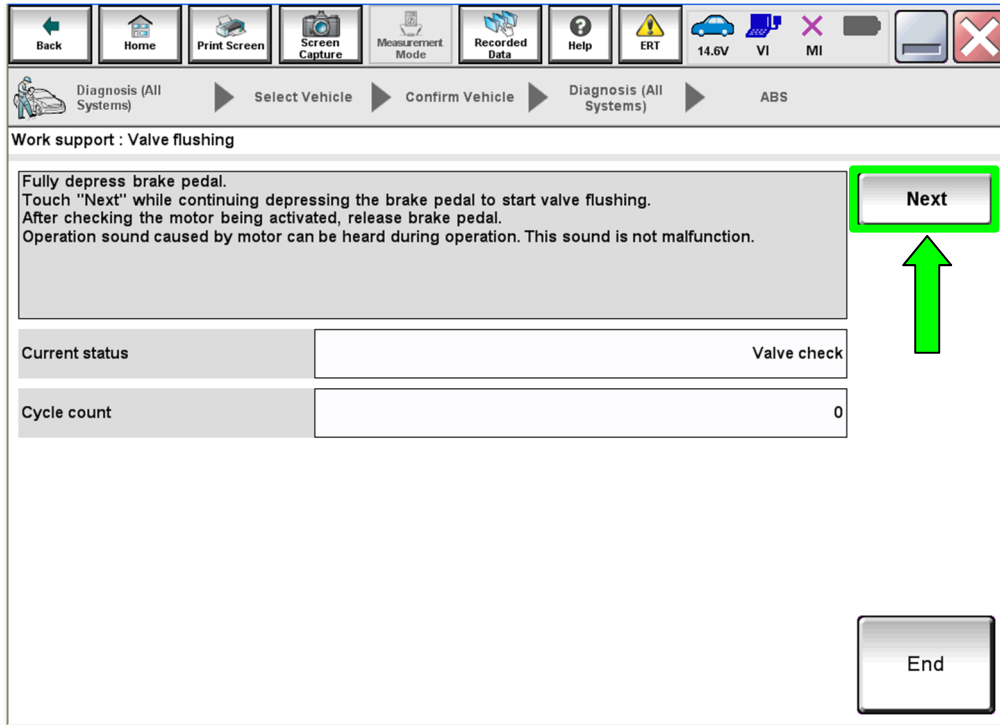 Back
Home
Print Screen
Screen
Capture
Measurement
Mode
Recorded
Data
Help
ERT
14.6V
VI
MI
Diagnosis (All
Systems)
Select Vehicle
Confirm Vehicle
Diagnosis (All
Systems)
ABS
Work support : Valve flushing
Fully depress brake pedal.
Touch "Next" while continuing depressing the brake pedal to start valve flushing.
After checking the motor being activated, release brake pedal.
Operation sound caused by motor can be heard during operation. This sound is not malfunction.
Next
Current status
Valve check
Cycle count
0
End